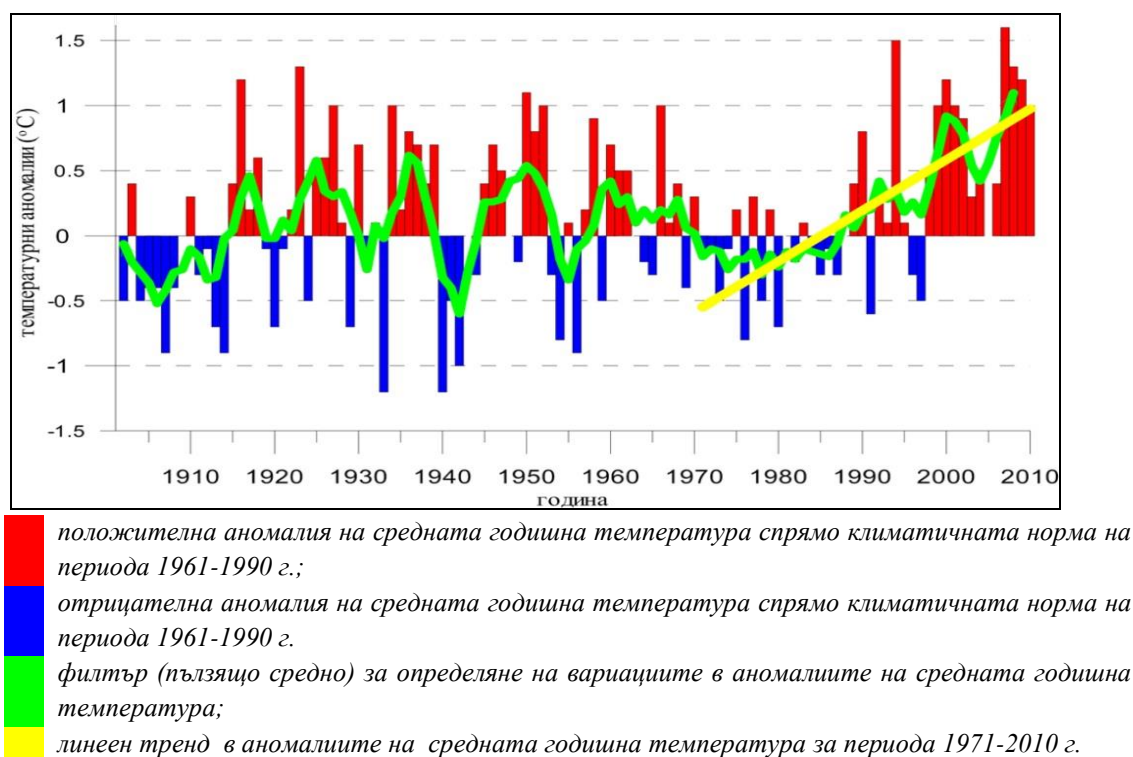 температурни аномалии (°C)
1.5
1
0.5
0
-0.5
-1
-1.5
1910 1920 1930 1940 1950 1960 1970 1980 1990 2000 2010
година
положителна аномалия на средната годишна температура спрямо климатичната норма на
периода 1961-1990 г.;
отрицателна аномалия на средната годишна температура спрямо климатичната норма на
периода 1961-1990 г.
филтър (пълзящо средно) за определяне на вариациите в аномалиите на средната годишна
температура;
линеен тренд в аномалиите на средната годишна температура за периода 1971-2010 г.